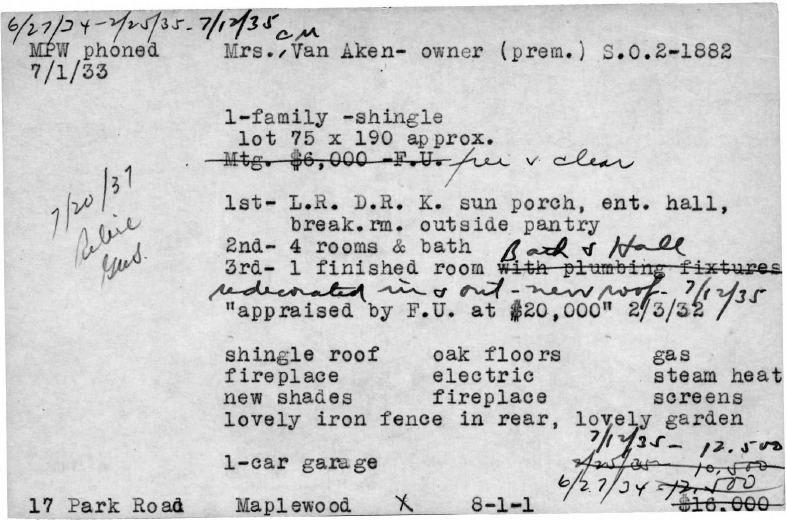 6/27/34-2/25/35-7/12/35
MPW phoned Mrs. Van Aken- owner (prem.) S.O.2-1882
7/1/33
1-family -shingle
lot 75 x 190 approx.
Mtg. $6,000 -F.U. free & clear
7/20/37
1st- L.R. D.R. K. sun porch, ent. hall,
break.rm. outside pantry
2nd- 4 rooms & bath Bath & Hall
3rd- 1 finished room with plumbing fixtures
redecorated in & out - new roof - 7/12/35
"appraised by F.U. at $20,000" 2/3/32
shingle roof oak floors gas
fireplace electric steam heat
new shades fireplace screens
lovely iron fence in rear, lovely garden
7/12/35- 12.500
1-car garage 2/25/35- 10,500
6/27/34-12,500
17 Park Road Maplewood X 8-1-1 $16.000